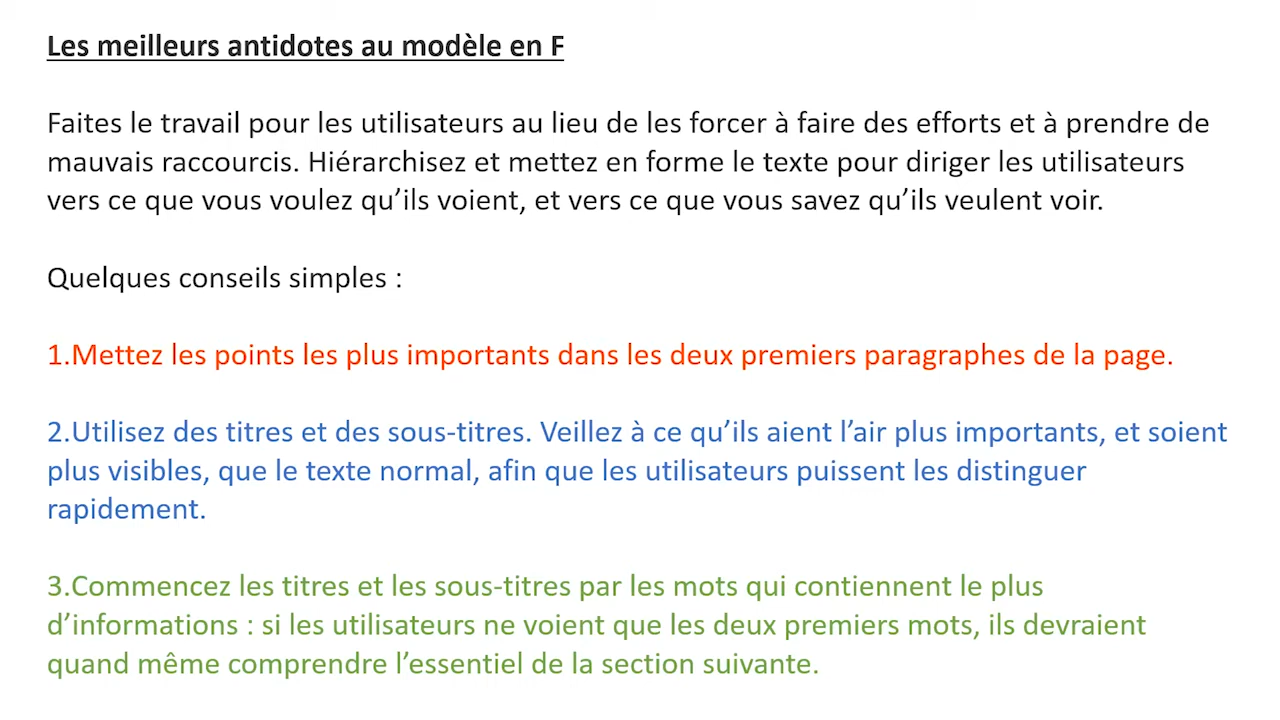 Les meilleurs antidotes au modèle en F
Faites le travail pour les utilisateurs au lieu de les forcer à faire des efforts et à prendre de
mauvais raccourcis. Hiérarchisez et mettez en forme le texte pour diriger les utilisateurs
vers ce que vous voulez qu’ils voient, et vers ce que vous savez qu’ils veulent voir.
Quelques conseils simples :
1.Mettez les points les plus importants dans les deux premiers paragraphes de la page.
2.Utilisez des titres et des sous-titres. Veillez à ce qu’ils aient l’air plus importants, et soient
plus visibles, que le texte normal, afin que les utilisateurs puissent les distinguer
rapidement.
3.Commencez les titres et les sous-titres par les mots qui contiennent le plus
d’informations : si les utilisateurs ne voient que les deux premiers mots, ils devraient
quand même comprendre l’essentiel de la section suivante.